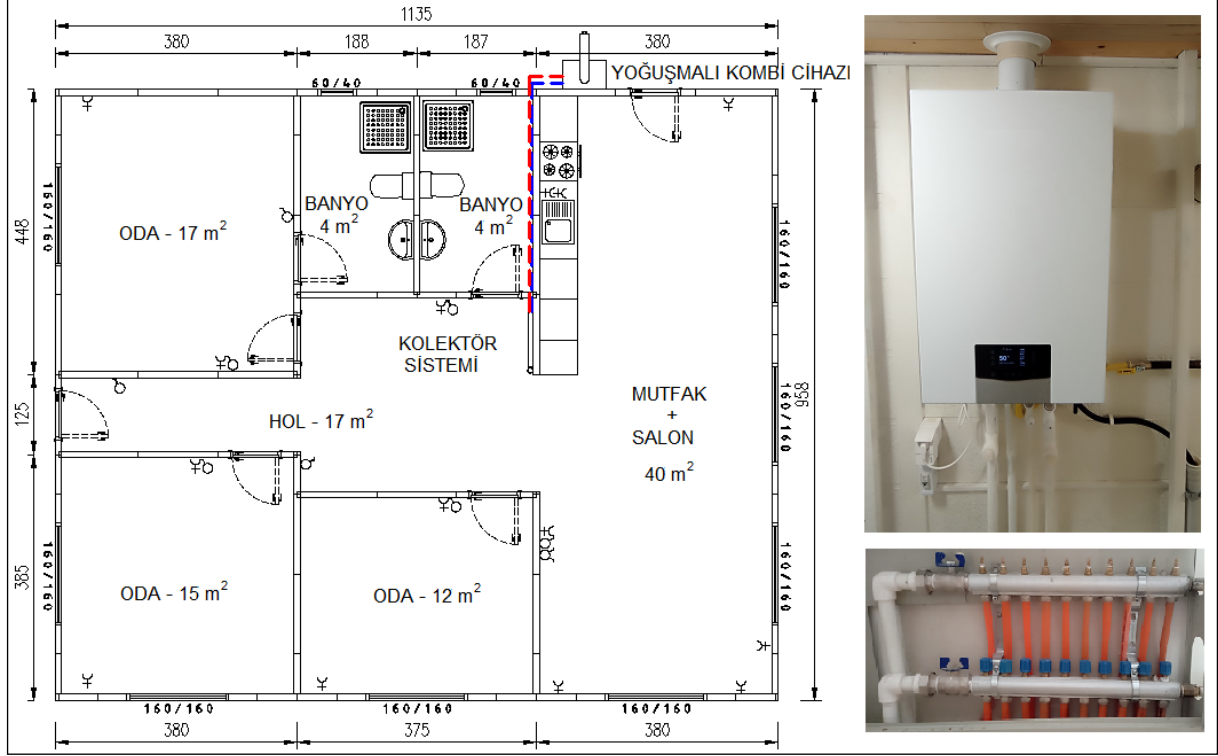 1135
380
188
187
380
60/40
60/40
YOĞUŞMALI KOMBİ CİHAZI
448
125
385
958
160/160
160/160
160/160
160/160
160/160
ODA - 17 m²
BANYO
4 m²
BANYO
4 m²
KOLEKTÖR
SİSTEMİ
HOL - 17 m²
MUTFAK
+
SALON
40 m²
ODA - 15 m²
ODA - 12 m²
160/160
160/160
160/160
380
375
380
50°